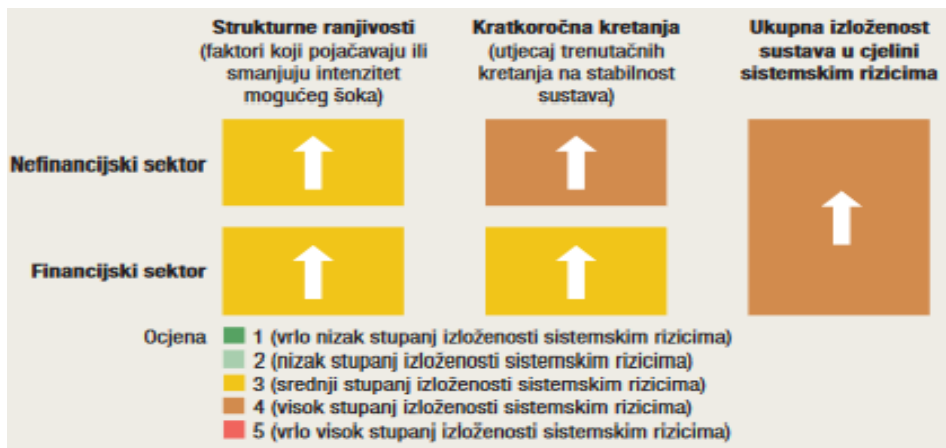 Strukturne ranjivosti
(faktori koji pojačavaju ili
smanjuju intenzitet
mogućeg šoka)
Kratkoročna kretanja
(utjecaj trenutačnih
kretanja na stabilnost
sustava)
Ukupna izloženost
sustava u cjelini
sistemskim rizicima
Nefinancijski sektor
Financijski sektor
Ocjena
1 (vrlo nizak stupanj izloženosti sistemskim rizicima)
2 (nizak stupanj izloženosti sistemskim rizicima)
3 (srednji stupanj izloženosti sistemskim rizicima)
4 (visok stupanj izloženosti sistemskim rizicima)
5 (vrlo visok stupanj izloženosti sistemskim rizicima)